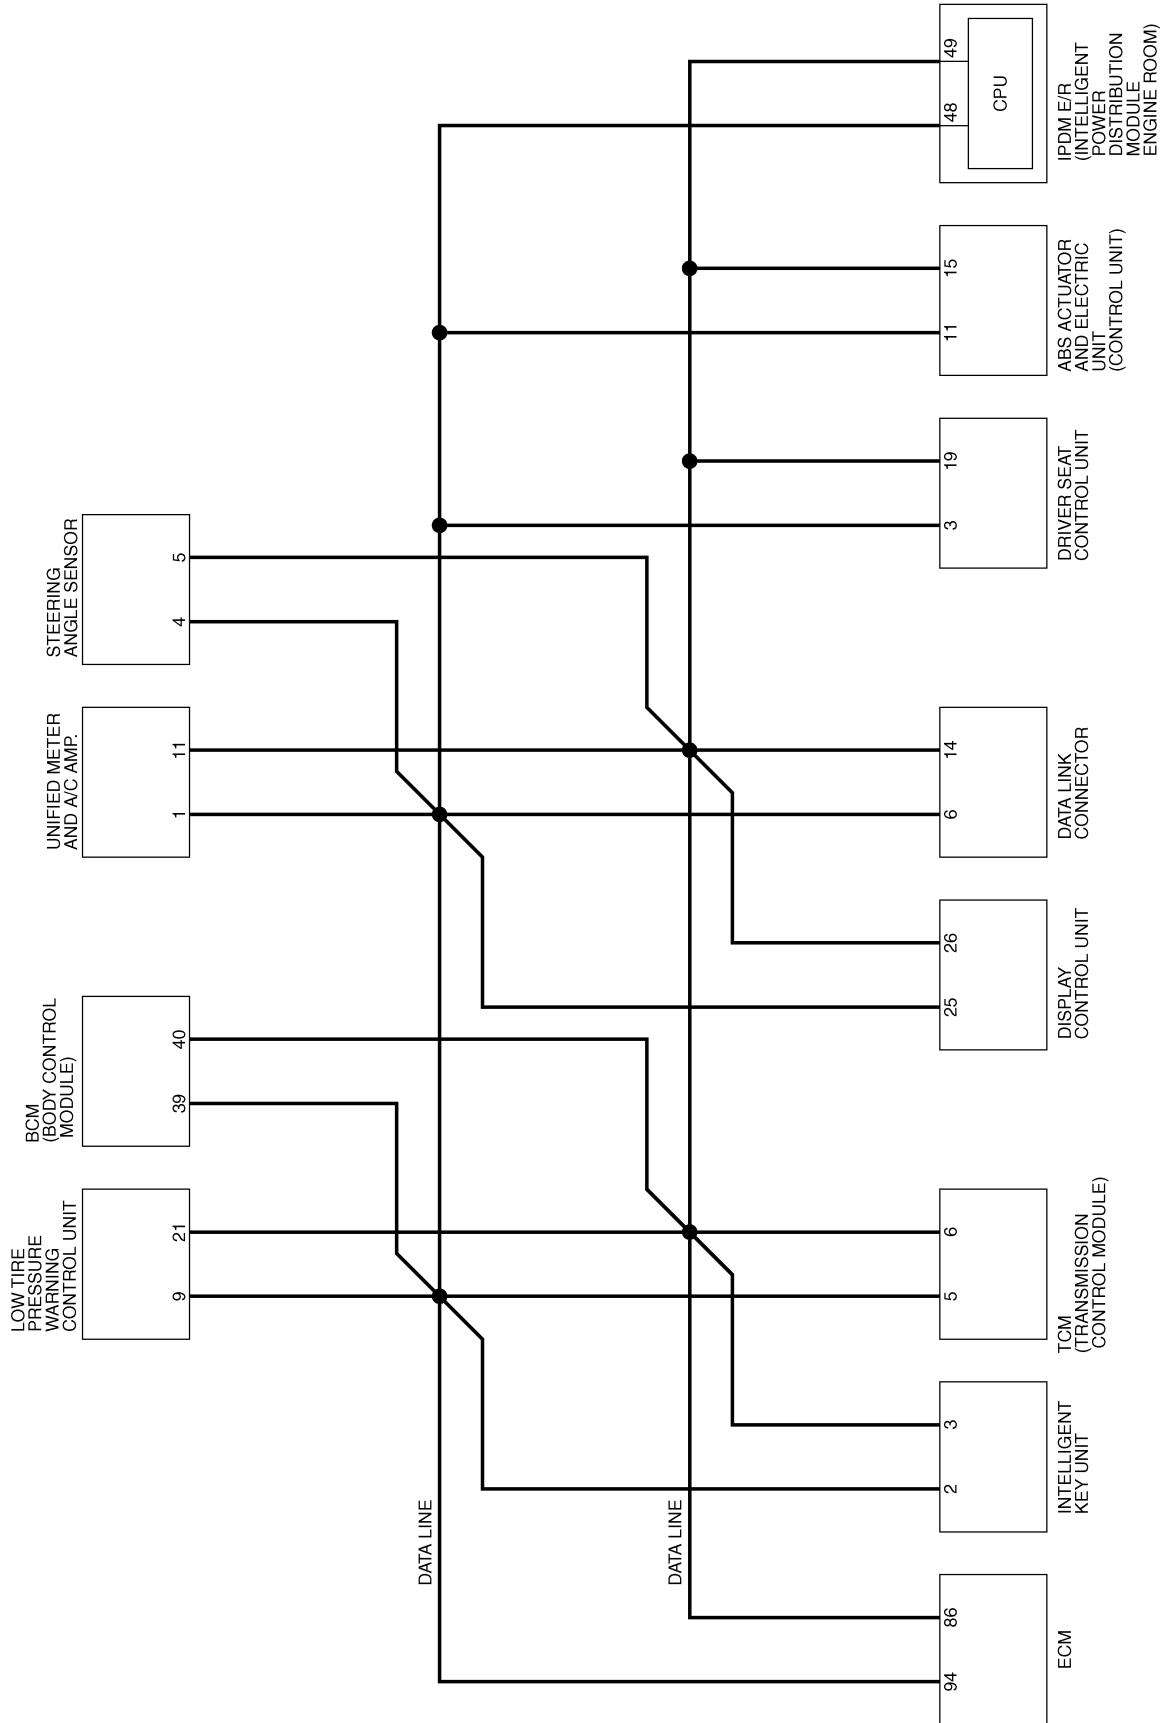 LOW TIRE
PRESSURE
WARNING
CONTROL UNIT
9
21
BCM
(BODY CONTROL
MODULE)
39
40
UNIFIED METER
AND A/C AMP.
1
11
STEERING
ANGLE SENSOR
4
5
DATA LINE
DATA LINE
94
86
ECM
2
3
INTELLIGENT
KEY UNIT
5
6
TCM
(TRANSMISSION
CONTROL MODULE)
25
26
DISPLAY
CONTROL UNIT
6
14
DATA LINK
CONNECTOR
3
19
DRIVER SEAT
CONTROL UNIT
11
15
ABS ACTUATOR
AND ELECTRIC
UNIT
(CONTROL UNIT)
48
49
CPU
IPDM E/R
(INTELLIGENT
POWER
DISTRIBUTION
MODULE
ENGINE ROOM)